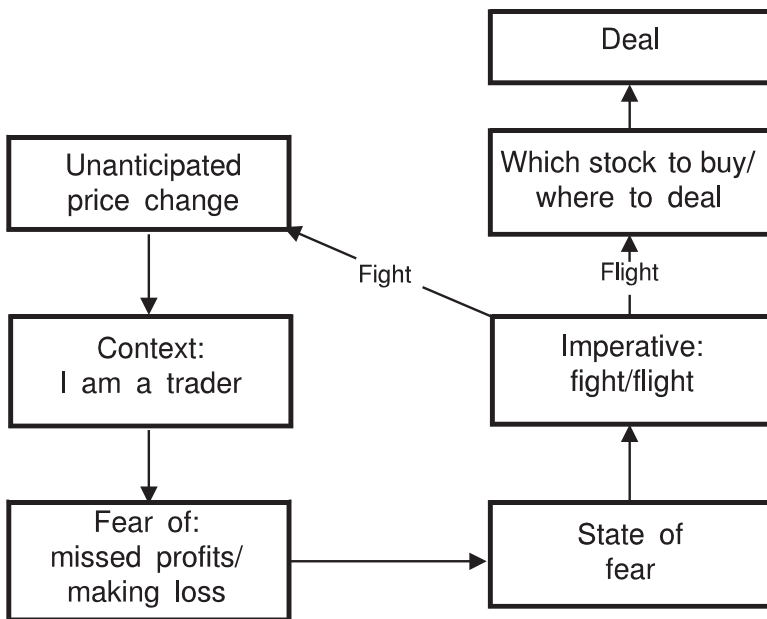 Deal
Unanticipated
price change
Which stock to buy/
where to deal
Fight
Flight
Context:
I am a trader
Imperative:
fight/flight
Fear of:
missed profits/
making loss
State of
fear